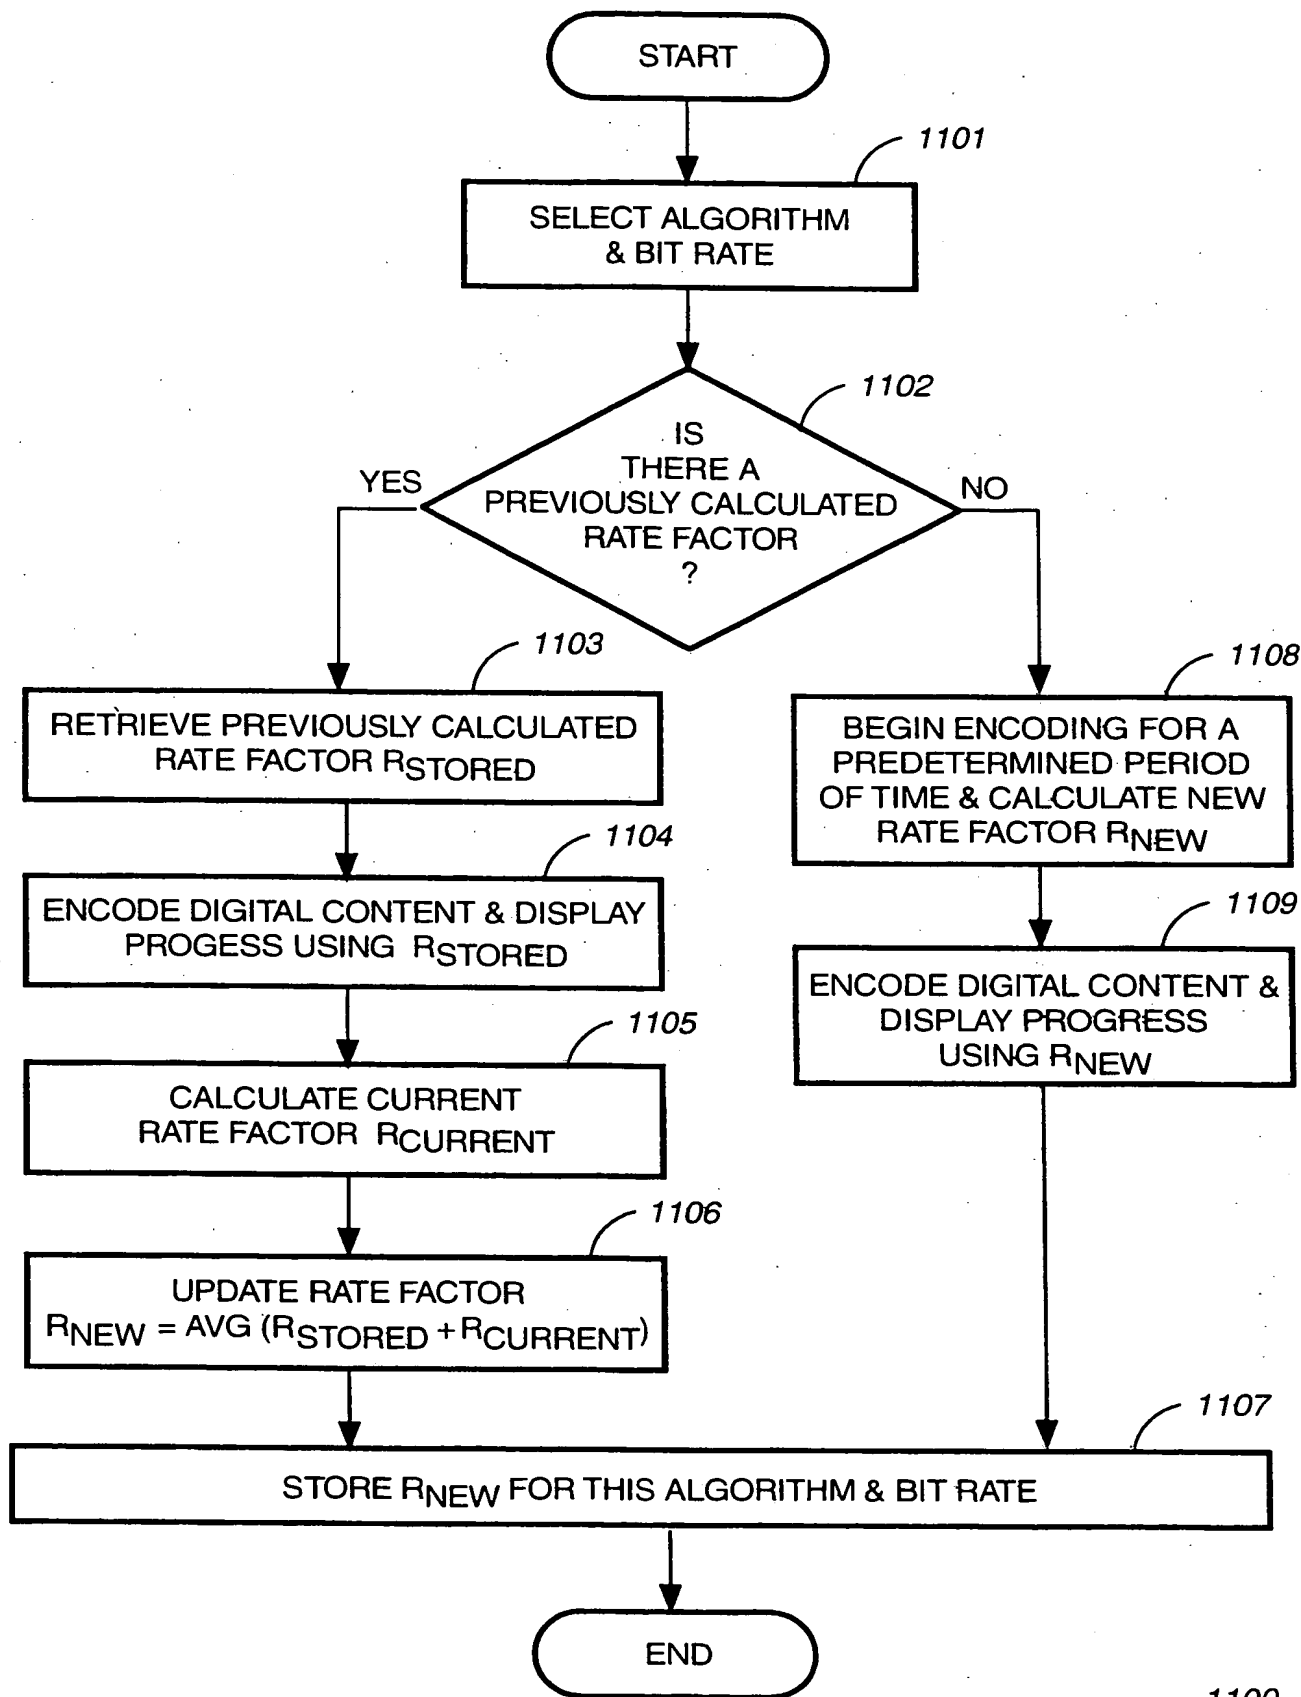 START
1101
SELECT ALGORITHM
& BIT RATE
1102
IS
THERE A
PREVIOUSLY CALCULATED
RATE FACTOR
?
YES
NO
1103
RETRIEVE PREVIOUSLY CALCULATED
RATE FACTOR RSTORED
1104
ENCODE DIGITAL CONTENT & DISPLAY
PROGESS USING RSTORED
1105
CALCULATE CURRENT
RATE FACTOR RCURRENT
1106
UPDATE RATE FACTOR
RNEW = AVG (RSTORED + RCURRENT)
1108
BEGIN ENCODING FOR A
PREDETERMINED PERIOD
OF TIME & CALCULATE NEW
RATE FACTOR RNEW
1109
ENCODE DIGITAL CONTENT &
DISPLAY PROGRESS
USING RNEW
1107
STORE RNEW FOR THIS ALGORITHM & BIT RATE
END